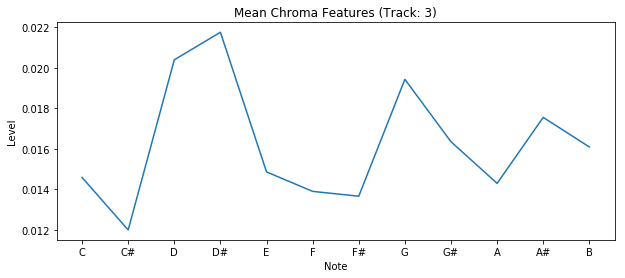 Mean Chroma Features (Track: 3)
0.022
0.020
0.018
0.016
0.014
0.012
Level
C C# D D# E F F# G G# A A# B
Note